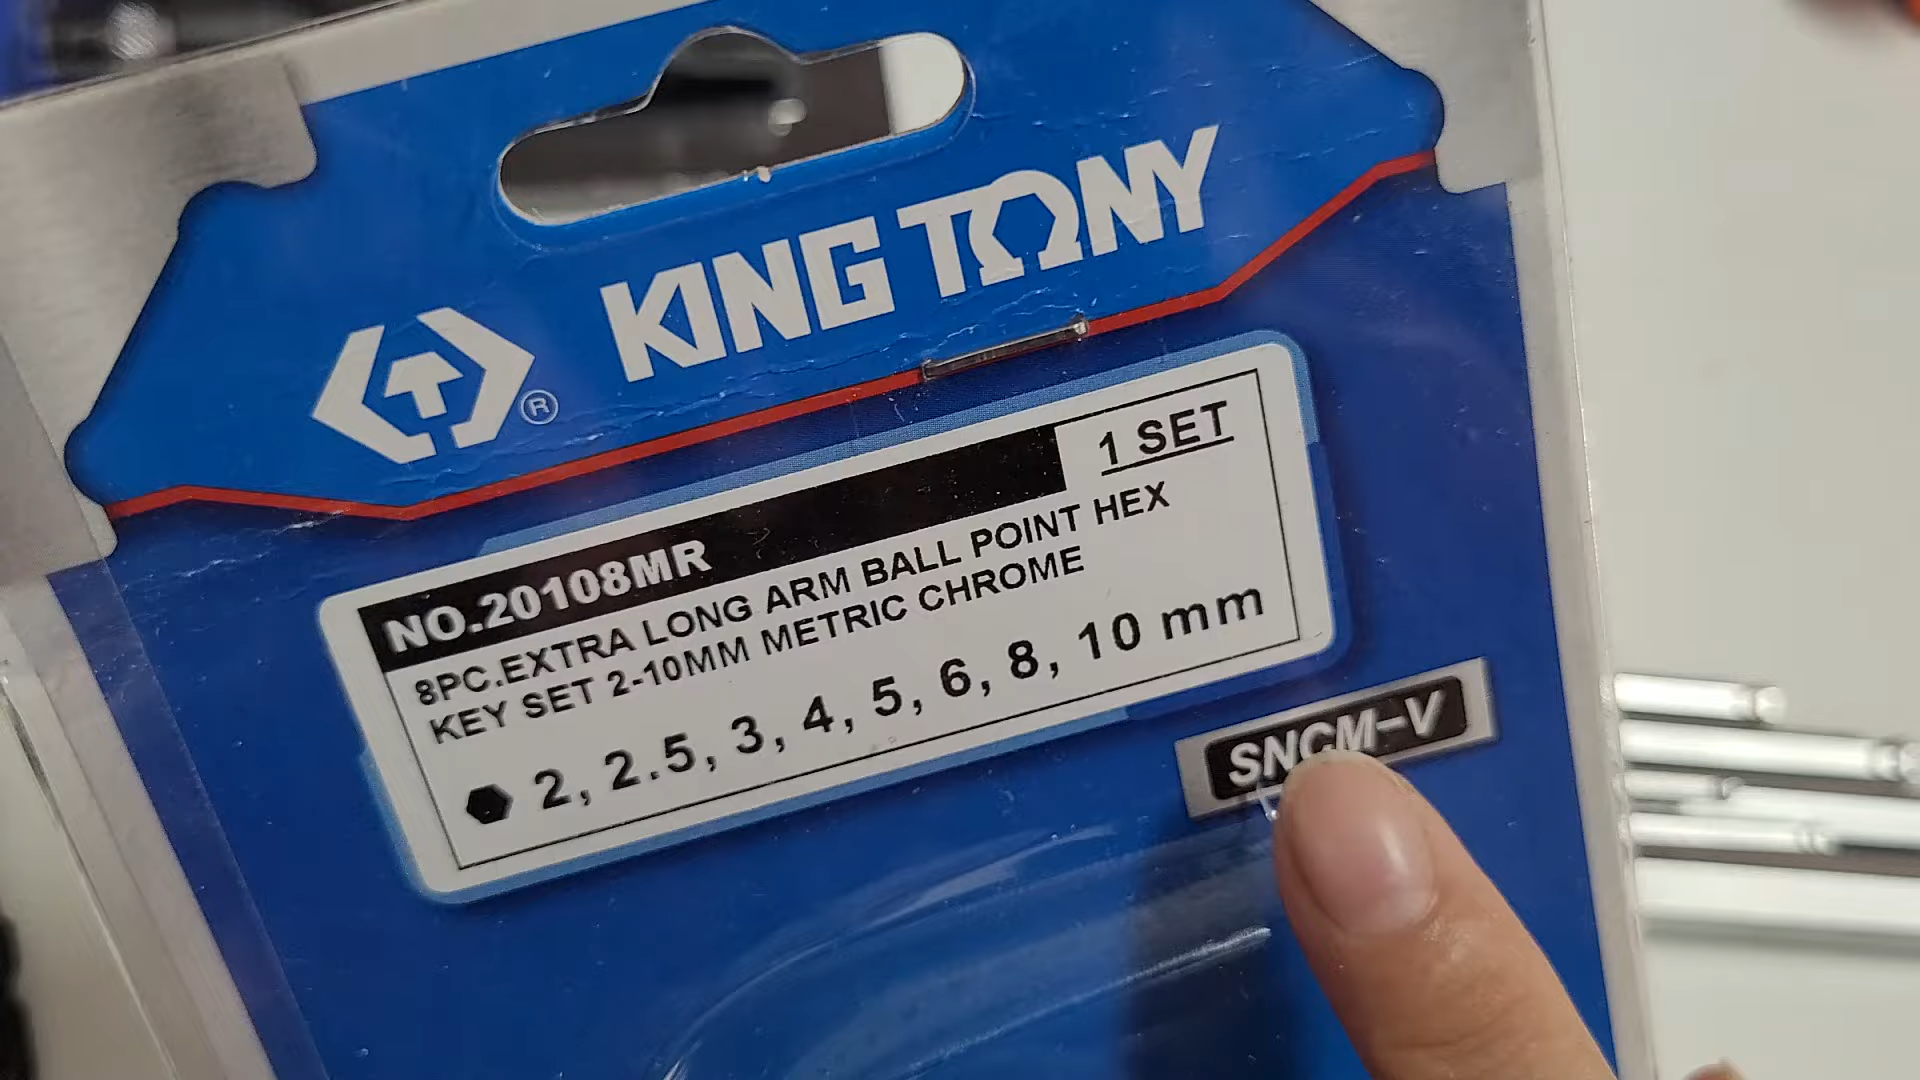 KING TONY
®
1 SET
NO.20108MR
8PC.EXTRA LONG ARM BALL POINT HEX
KEY SET 2-10MM METRIC CHROME
2, 2.5, 3, 4, 5, 6, 8, 10 mm
SNCM-V